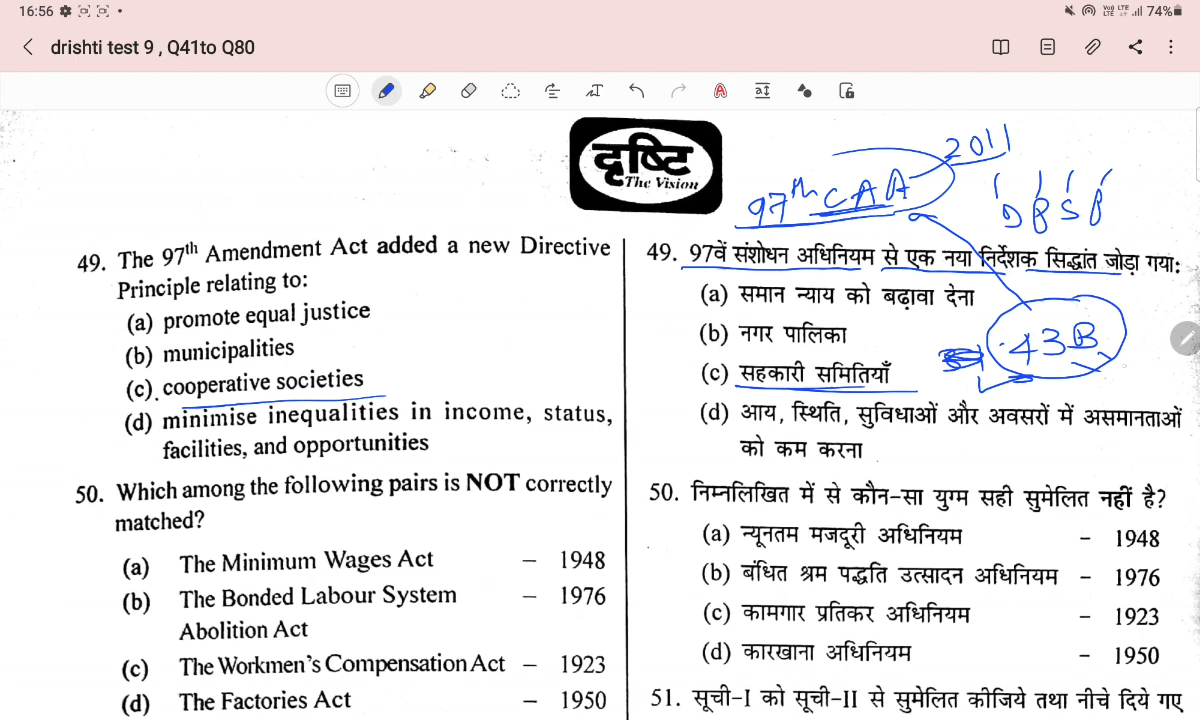 16:56 74%
drishti test 9 , Q41to Q80
दृष्टि
The Vision
97th CAA
2011
DPSP
49. The 97th Amendment Act added a new Directive
Principle relating to:
(a) promote equal justice
(b) municipalities
(c) cooperative societies
(d) minimise inequalities in income, status,
facilities, and opportunities
50. Which among the following pairs is NOT correctly
matched?
(a) The Minimum Wages Act – 1948
(b) The Bonded Labour System – 1976
Abolition Act
(c) The Workmen's Compensation Act – 1923
(d) The Factories Act – 1950
49. 97वें संशोधन अधिनियम से एक नया निर्देशक सिद्धांत जोड़ा गया:
(a) समान न्याय को बढ़ावा देना
(b) नगर पालिका
43B
(c) सहकारी समितियाँ
(d) आय, स्थिति, सुविधाओं और अवसरों में असमानताओं
को कम करना
50. निम्नलिखित में से कौन-सा युग्म सही सुमेलित नहीं है?
(a) न्यूनतम मजदूरी अधिनियम – 1948
(b) बंधित श्रम पद्धति उत्सादन अधिनियम – 1976
(c) कामगार प्रतिकर अधिनियम – 1923
(d) कारखाना अधिनियम – 1950
51. सूची-I को सूची-II से सुमेलित कीजिये तथा नीचे दिये गए